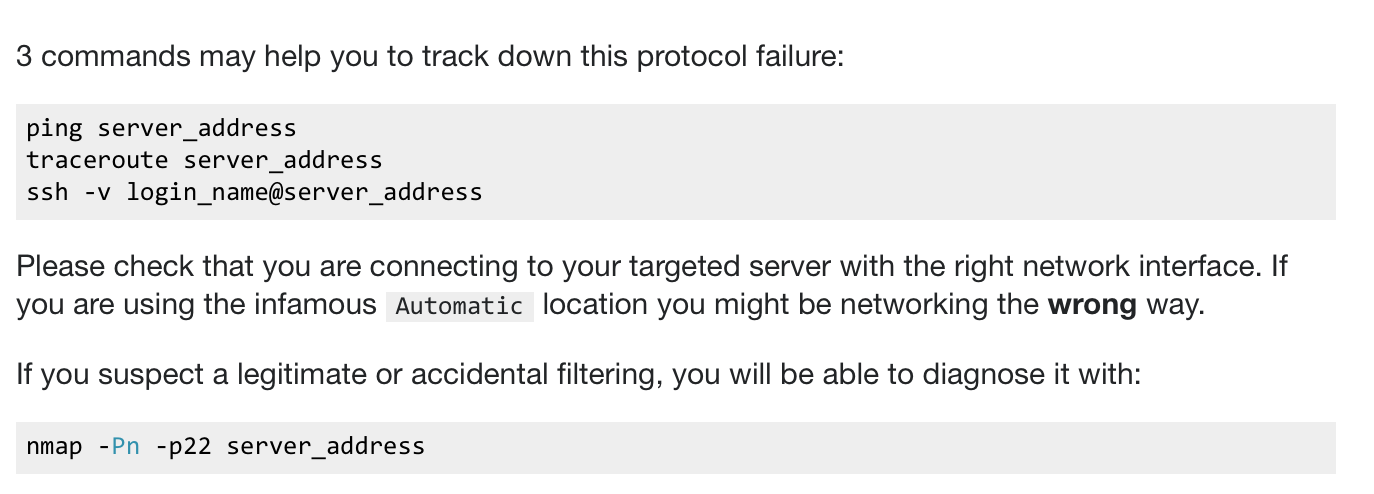 3 commands may help you to track down this protocol failure:
ping server_address
traceroute server_address
ssh -v login_name@server_address
Please check that you are connecting to your targeted server with the right network interface. If
you are using the infamous Automatic location you might be networking the wrong way.
If you suspect a legitimate or accidental filtering, you will be able to diagnose it with:
nmap -Pn -p22 server_address